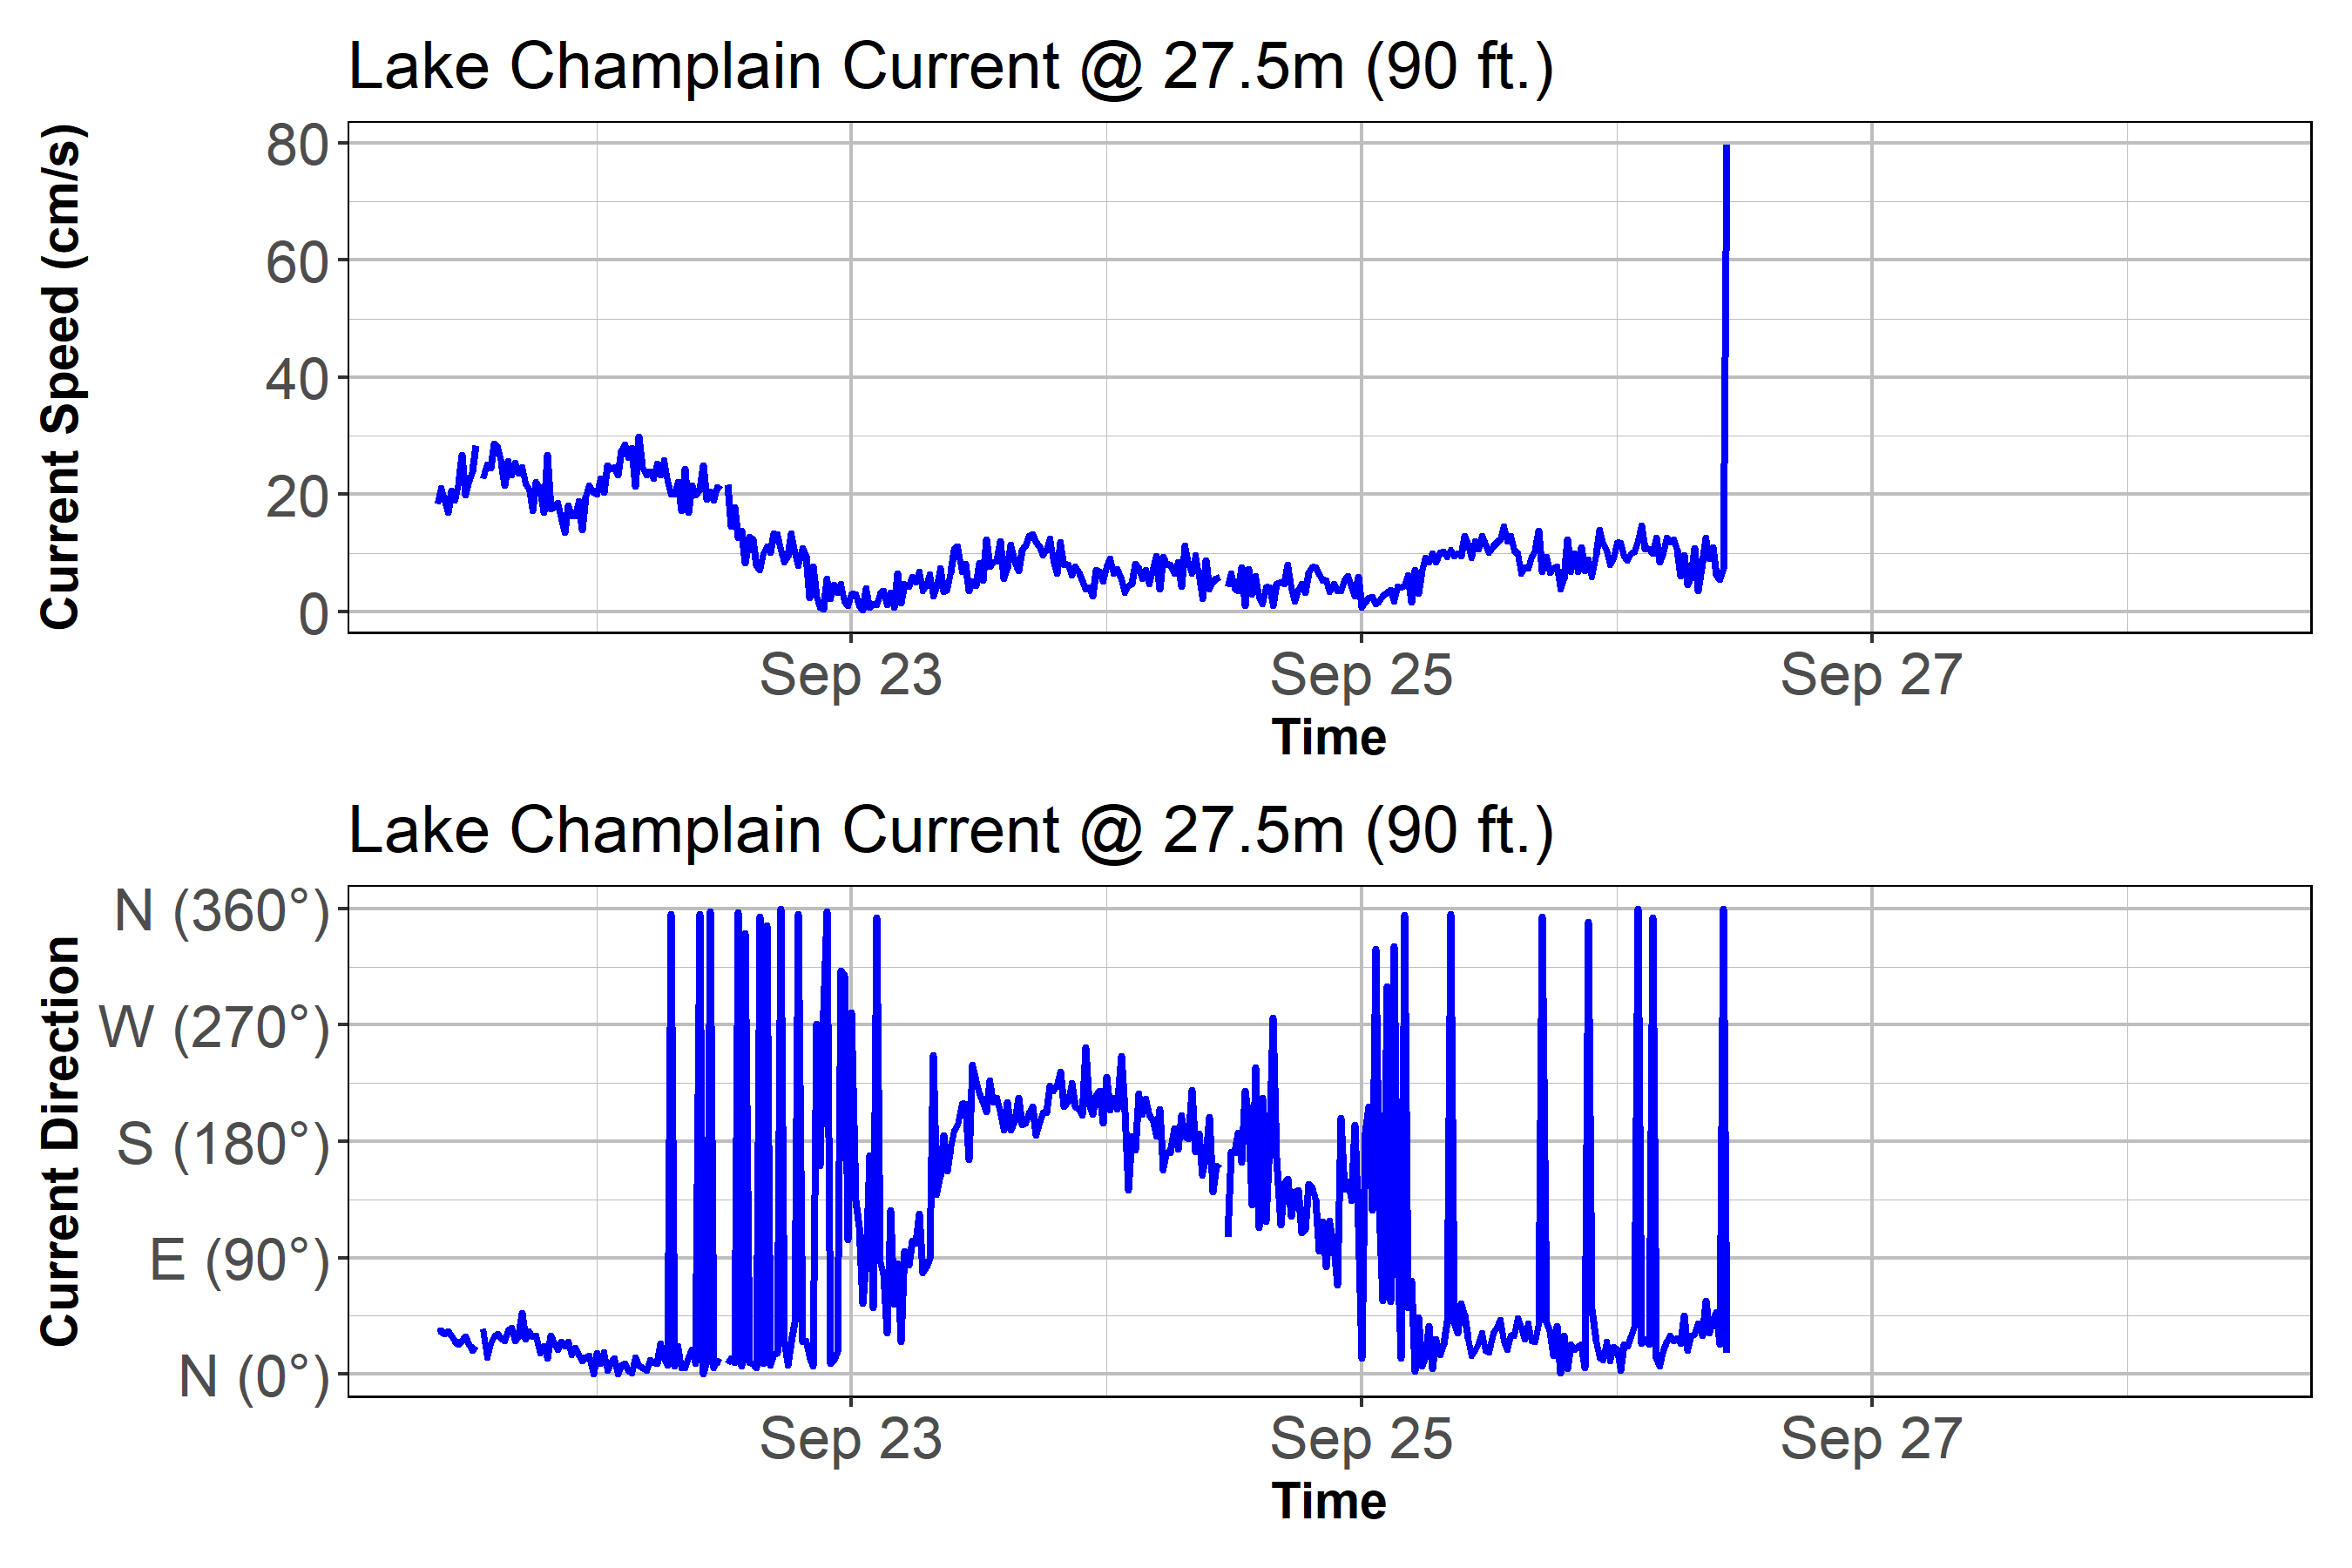 Lake Champlain Current @ 27.5m (90 ft.)
Current Speed (cm/s)
80
60
40
20
0
Sep 23
Sep 25
Sep 27
Time
Lake Champlain Current @ 27.5m (90 ft.)
Current Direction
N (360°)
W (270°)
S (180°)
E (90°)
N (0°)
Sep 23
Sep 25
Sep 27
Time